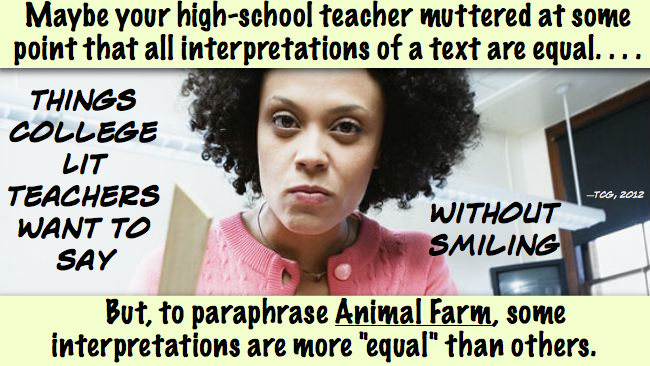 Maybe your high-school teacher muttered at some
point that all interpretations of a text are equal. . . .
THINGS
COLLEGE
LIT
TEACHERS
WANT TO
SAY
—TCG, 2012
WITHOUT
SMILING
But, to paraphrase Animal Farm, some
interpretations are more "equal" than others.